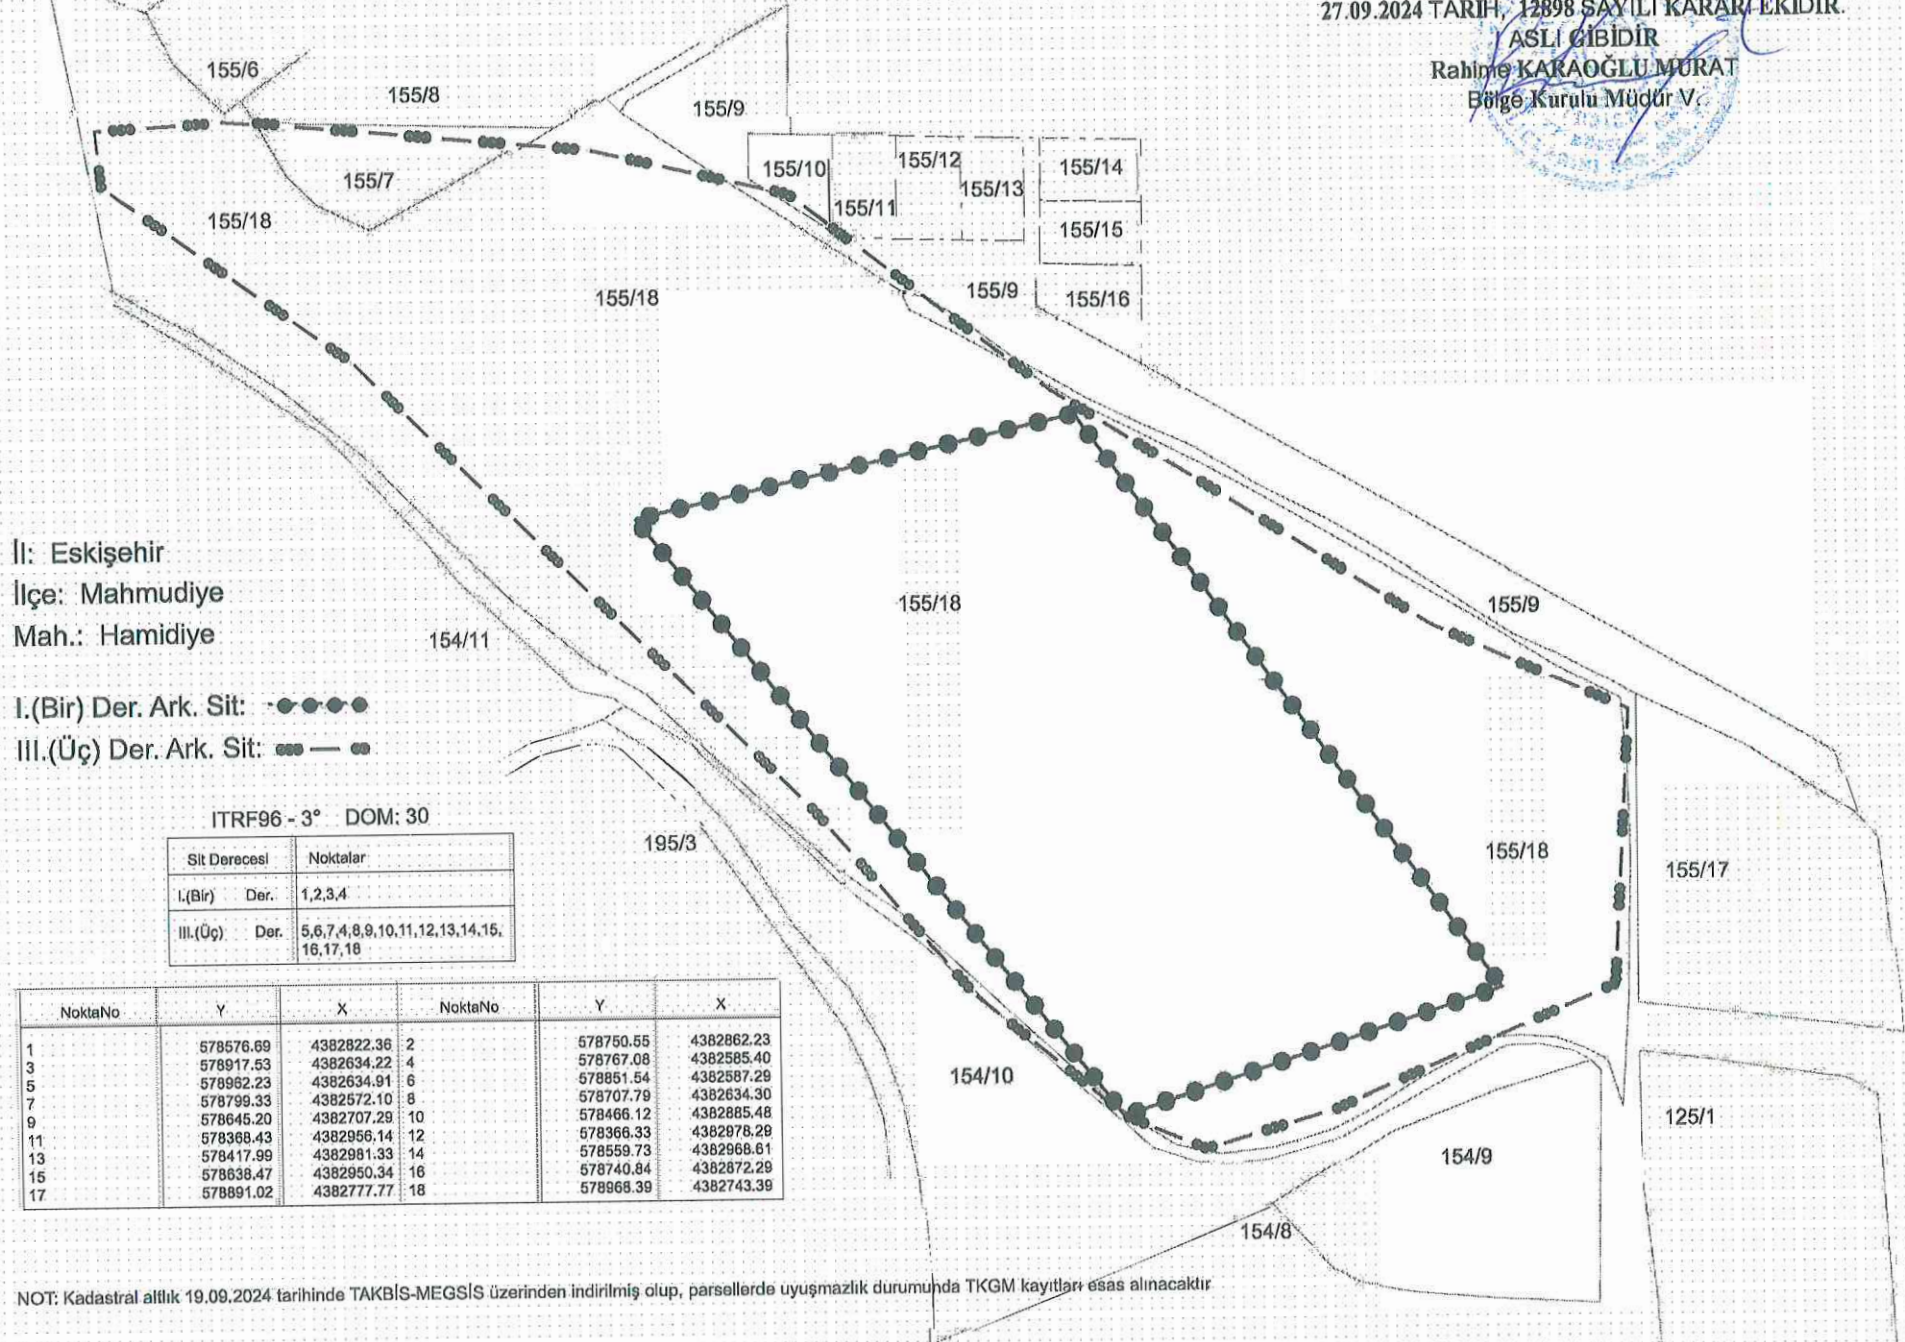 27.09.2024 TARİH, 12898 SAYILI KARARI EKİDİR.
ASLI GİBİDİR
Rahime KARAOĞLU MURAT
Bölge Kurulu Müdür V.
155/6
155/8
155/9
155/7
155/18
155/10
155/11
155/12
155/13
155/14
155/15
155/16
155/9
155/18
155/18
155/9
154/11
155/18
155/17
195/3
154/10
125/1
154/9
154/8
İl: Eskişehir
İlçe: Mahmudiye
Mah.: Hamidiye
I.(Bir) Der. Ark. Sit:
III.(Üç) Der. Ark. Sit:
ITRF96 - 3° DOM: 30
Sit Derecesi Noktalar
I.(Bir) Der. 1,2,3,4
III.(Üç) Der. 5,6,7,4,8,9,10,11,12,13,14,15,
16,17,18
NoktaNo Y X NoktaNo Y X
1 578576.69 4382822.36 2 578750.55 4382862.23
3 578917.53 4382634.22 4 578767.08 4382585.40
5 578962.23 4382634.91 6 578851.54 4382587.29
7 578799.33 4382572.10 8 578707.79 4382634.30
9 578645.20 4382707.29 10 578466.12 4382885.48
11 578368.43 4382956.14 12 578366.33 4382978.29
13 578417.99 4382981.33 14 578559.73 4382968.61
15 578638.47 4382950.34 16 578740.84 4382872.29
17 578891.02 4382777.77 18 578968.39 4382743.39
NOT: Kadastral altlık 19.09.2024 tarihinde TAKBİS-MEGSİS üzerinden indirilmiş olup, parsellerde uyuşmazlık durumunda TKGM kayıtları esas alınacaktır